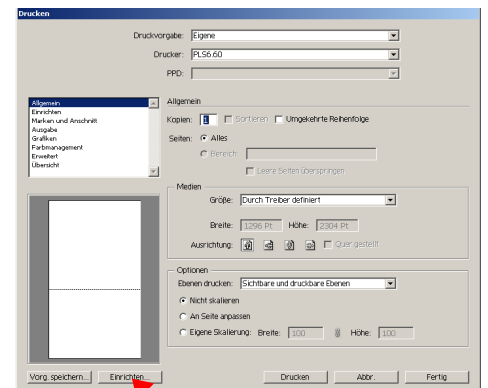 Drucken
Druckvorgabe: Eigene
Drucker: PLS6.60
PPD:
Allgemein
Einrichten
Marken und Anschnitt
Ausgabe
Grafiken
Farbmanagement
Erweitert
Übersicht
Allgemein
Kopien: 1 Sortieren Umgekehrte Reihenfolge
Seiten: Alles
Bereich:
Leere Seiten überspringen
Medien
Größe: Durch Treiber definiert
Breite: 1296 Pt Höhe: 2304 Pt
Ausrichtung: Quer gestellt
Optionen
Ebenen drucken: Sichtbare und druckbare Ebenen
Nicht skalieren
An Seite anpassen
Eigene Skalierung: Breite: 100 Höhe: 100
Vorg. speichern... Einrichten... Drucken Abbr. Fertig